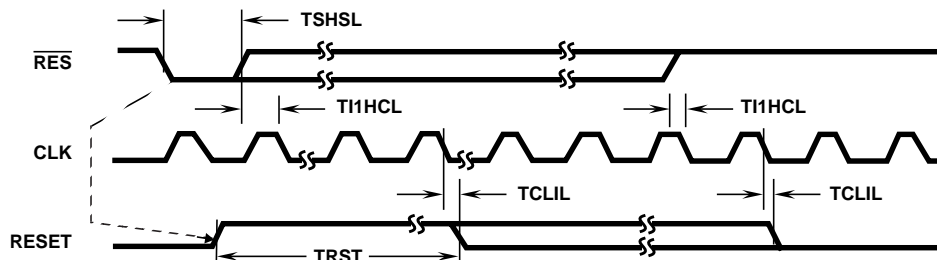 TSHSL
RES
TI1HCL
TI1HCL
CLK
TCLIL
TCLIL
RESET
TRST